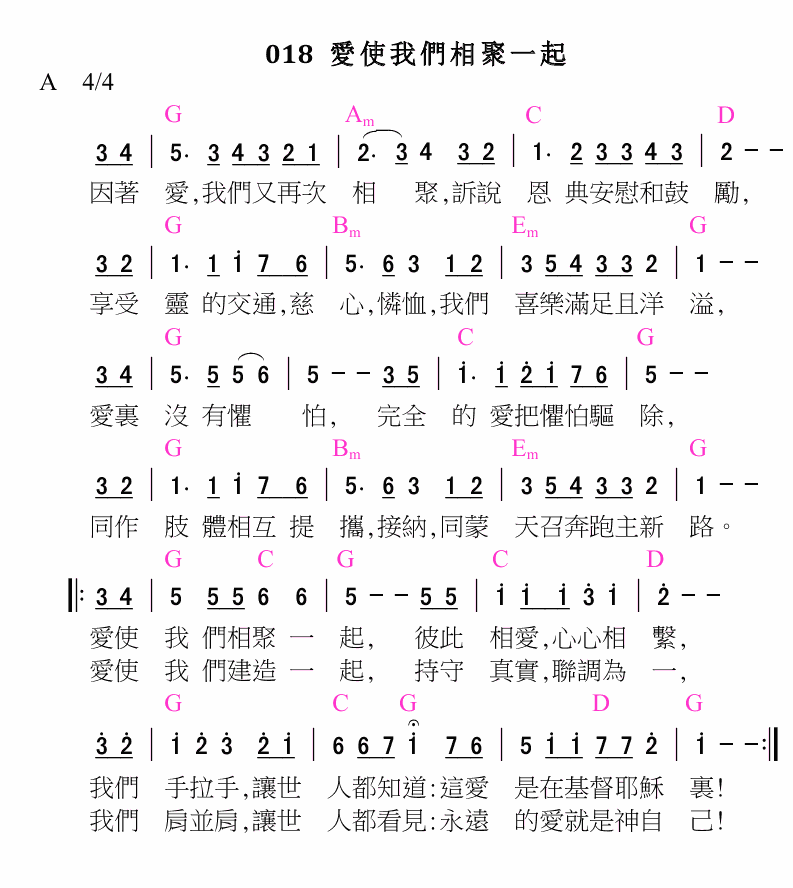 018 愛使我們相聚一起
A 4/4
G Am C D
3 4 | 5. 3 4 3 2 1 | 2. 3 4 3 2 | 1. 2 3 3 4 3 | 2 - -
因著 愛,我們又再次 相 聚,訴說 恩 典安慰和鼓 勵,
G Bm Em G
3 2 | 1. 1 i 7 6 | 5. 6 3 1 2 | 3 5 4 3 3 2 | 1 - -
享受 靈 的交通,慈 心,憐恤,我們 喜樂滿足且洋 溢,
G C G
3 4 | 5. 5 5 6 | 5 - - 3 5 | i. i 2̇ i 7 6 | 5 - -
愛裏 沒 有懼 怕, 完全 的 愛把懼怕驅 除,
G Bm Em G
3 2 | 1. 1 i 7 6 | 5. 6 3 1 2 | 3 5 4 3 3 2 | 1 - -
同作 肢 體相互 提 攜,接納,同蒙 天召奔跑主新 路。
G C G C D
‖: 3 4 | 5 5 5 6 6 | 5 - - 5 5 | i i i 3̇ i | 2̇ - -
愛使 我 們相聚 一 起, 彼此 相愛,心心相 繫,
愛使 我 們建造 一 起, 持守 真實,聯調為 一,
G C G D G
3̇ 2̇ | i 2̇ 3̇ 2̇ i | 6 6 7 i 7 6 | 5 i i 7 7 2̇ | i - - :‖
我們 手拉手,讓世 人都知道:這愛 是在基督耶穌 裏!
我們 肩並肩,讓世 人都看見:永遠 的愛就是神自 己!